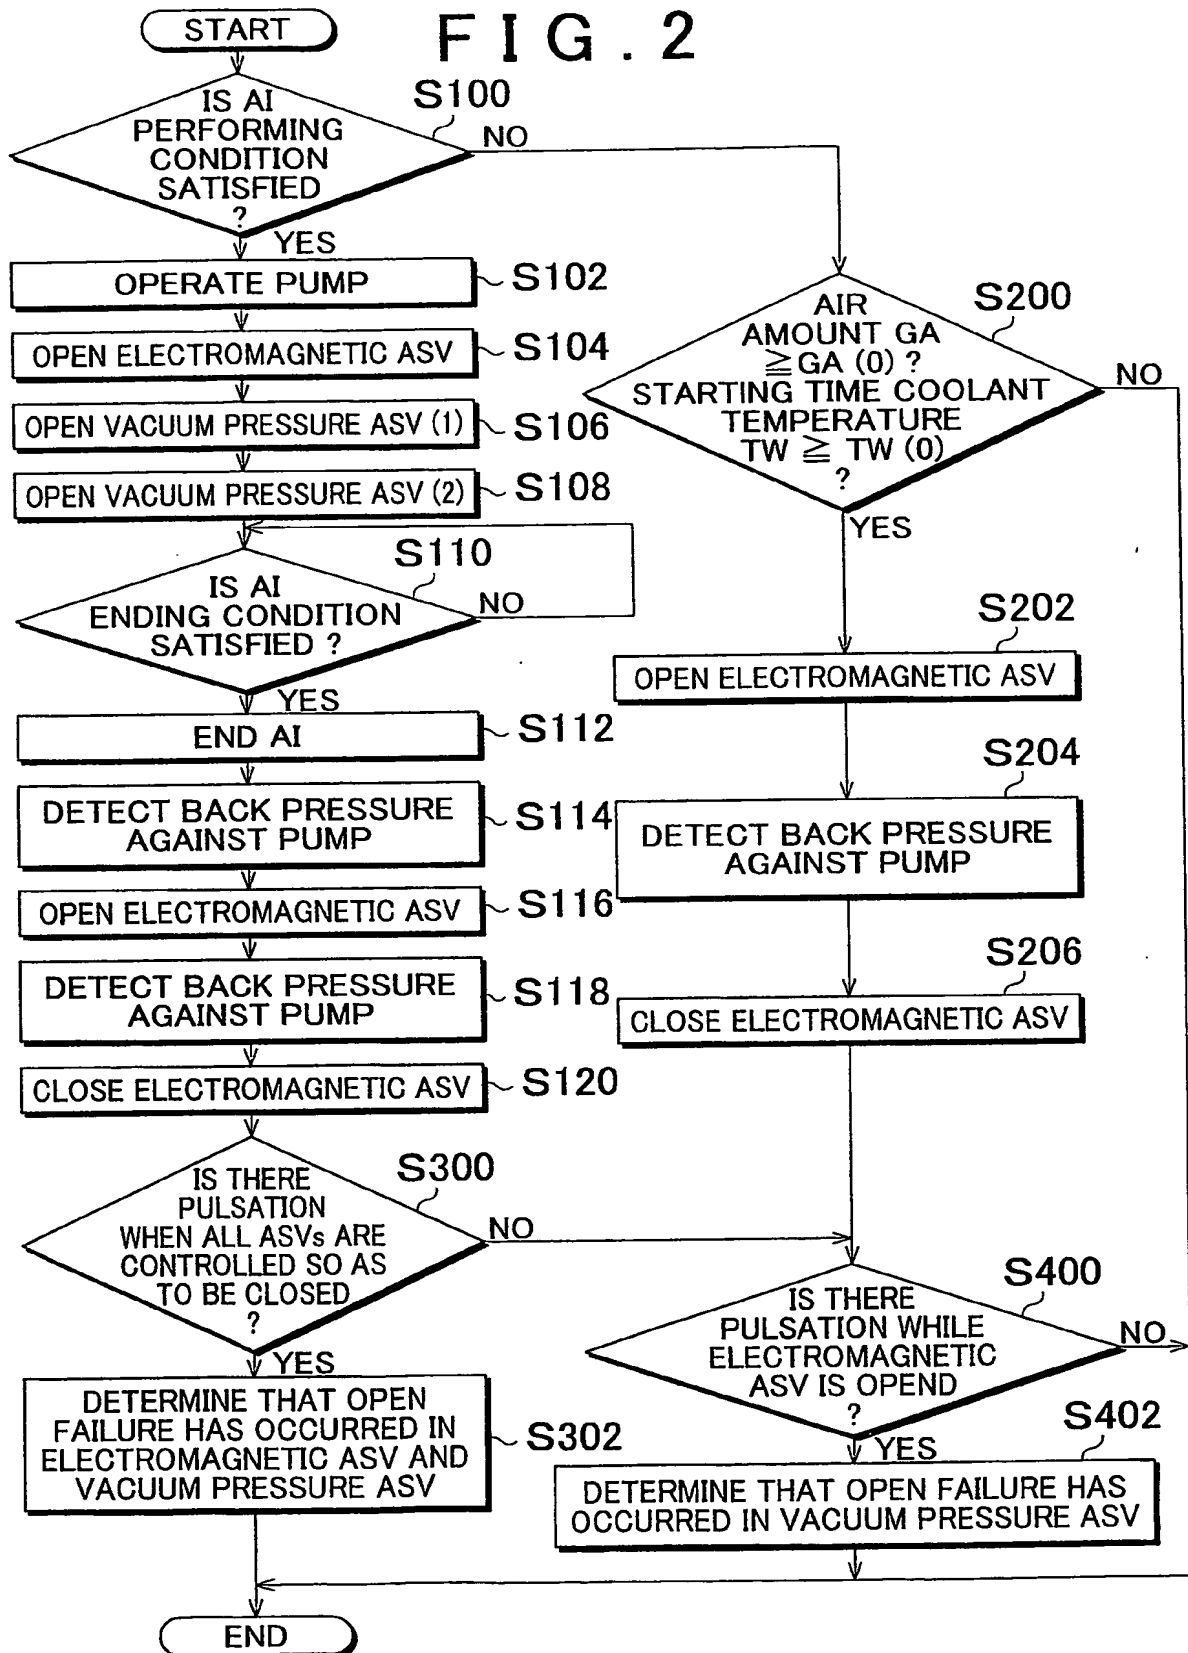 FIG.2
START
IS AI
PERFORMING
CONDITION
SATISFIED
?
S100
NO
YES
OPERATE PUMP
S102
OPEN ELECTROMAGNETIC ASV
S104
OPEN VACUUM PRESSURE ASV (1)
S106
OPEN VACUUM PRESSURE ASV (2)
S108
IS AI
ENDING CONDITION
SATISFIED ?
S110
NO
YES
END AI
S112
DETECT BACK PRESSURE
AGAINST PUMP
S114
OPEN ELECTROMAGNETIC ASV
S116
DETECT BACK PRESSURE
AGAINST PUMP
S118
CLOSE ELECTROMAGNETIC ASV
S120
IS THERE
PULSATION
WHEN ALL ASVs ARE
CONTROLLED SO AS
TO BE CLOSED
?
S300
NO
YES
DETERMINE THAT OPEN
FAILURE HAS OCCURRED IN
ELECTROMAGNETIC ASV AND
VACUUM PRESSURE ASV
S302
AIR
AMOUNT GA
≧GA (0) ?
STARTING TIME COOLANT
TEMPERATURE
TW ≧ TW (0)
?
S200
NO
YES
S202
OPEN ELECTROMAGNETIC ASV
S204
DETECT BACK PRESSURE
AGAINST PUMP
S206
CLOSE ELECTROMAGNETIC ASV
IS THERE
PULSATION WHILE
ELECTROMAGNETIC
ASV IS OPEND
?
S400
NO
YES
S402
DETERMINE THAT OPEN FAILURE HAS
OCCURRED IN VACUUM PRESSURE ASV
END